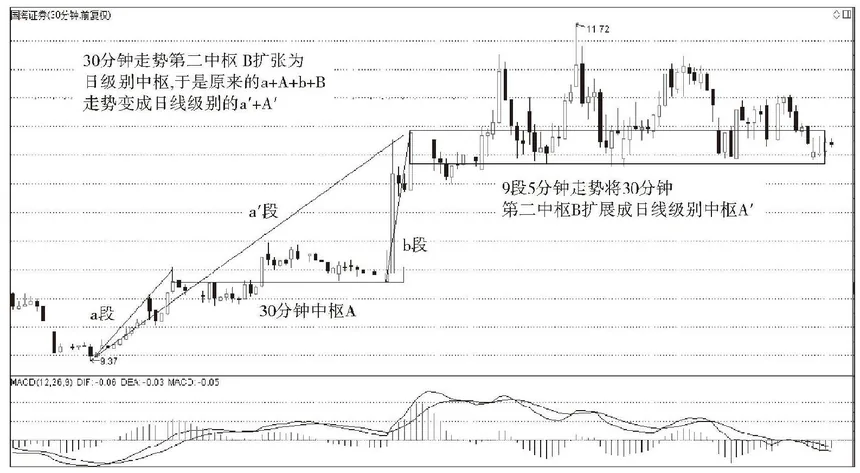 国海证券(30分钟.前复权)
11.72
30分钟走势第二中枢 B扩张为
日级别中枢,于是原来的a+A+b+B
走势变成日线级别的a′+A′
9段5分钟走势将30分钟
第二中枢B扩展成日线级别中枢A′
a′段
b段
a段
30分钟中枢A
9.37
MACD(12,26,9) DIF: -0.06 DEA: -0.03 MACD: -0.05